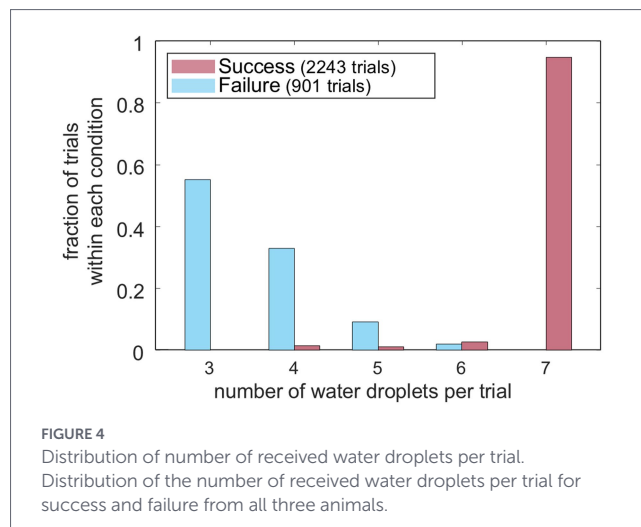 1
0.8
0.6
0.4
0.2
0
fraction of trials
within each condition
Success (2243 trials)
Failure (901 trials)
3 4 5 6 7
number of water droplets per trial
FIGURE 4
Distribution of number of received water droplets per trial.
Distribution of the number of received water droplets per trial for
success and failure from all three animals.